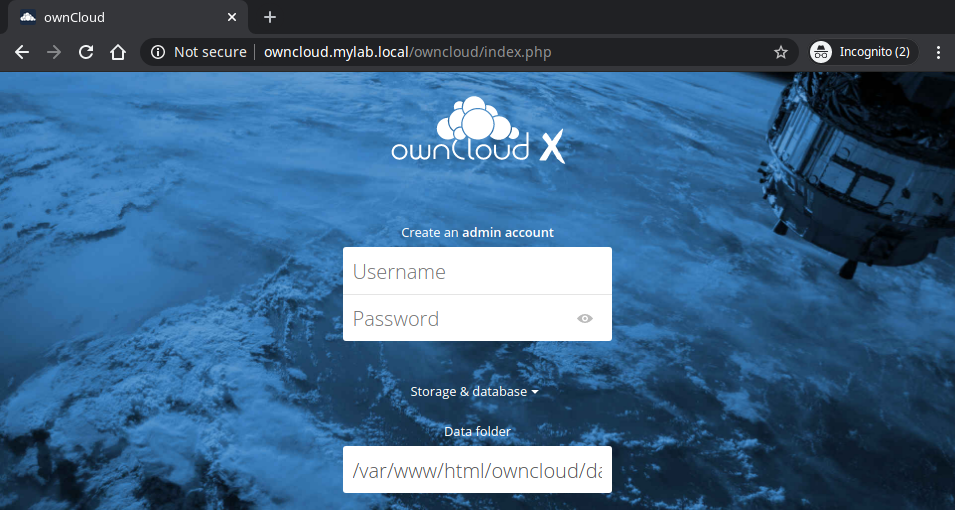 ownCloud
Not secure owncloud.mylab.local/owncloud/index.php
Incognito (2)
ownCloud X
Create an admin account
Username
Password
Storage & database
Data folder
/var/www/html/owncloud/da